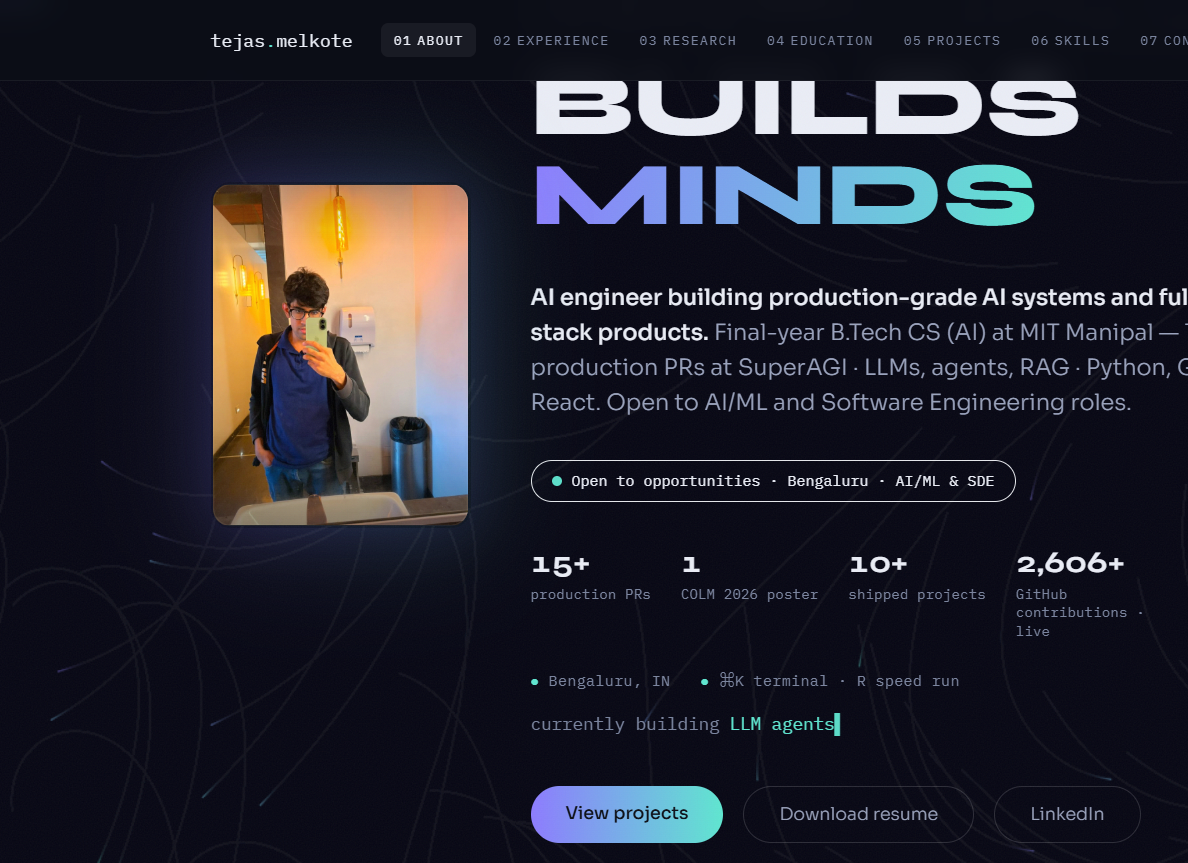 tejas.melkote 01 ABOUT 02 EXPERIENCE 03 RESEARCH 04 EDUCATION 05 PROJECTS 06 SKILLS 07 CON
BUILDS
MINDS
AI engineer building production-grade AI systems and ful
stack products. Final-year B.Tech CS (AI) at MIT Manipal —
production PRs at SuperAGI · LLMs, agents, RAG · Python, G
React. Open to AI/ML and Software Engineering roles.
Open to opportunities · Bengaluru · AI/ML & SDE
15+ 1 10+ 2,606+
production PRs COLM 2026 poster shipped projects GitHub
contributions ·
live
Bengaluru, IN ⌘K terminal · R speed run
currently building LLM agents
View projects Download resume LinkedIn